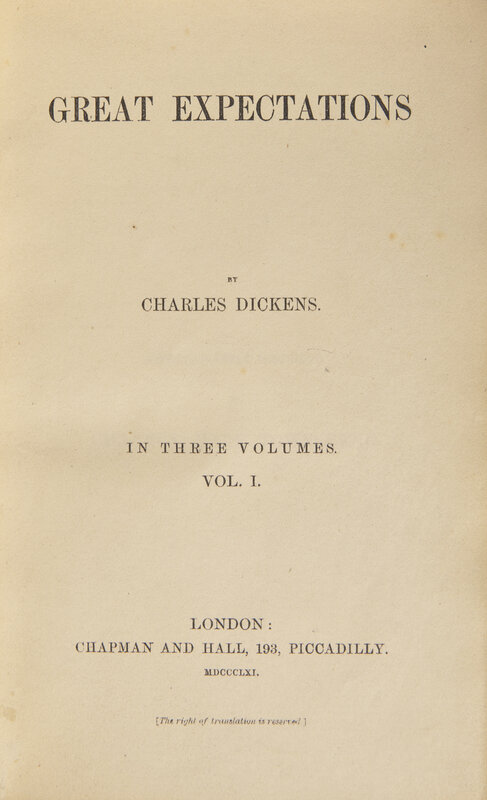 GREAT EXPECTATIONS
BY
CHARLES DICKENS.
IN THREE VOLUMES.
VOL. I.
LONDON:
CHAPMAN AND HALL, 193, PICCADILLY.
MDCCCLXI.
[The right of translation is reserved.]